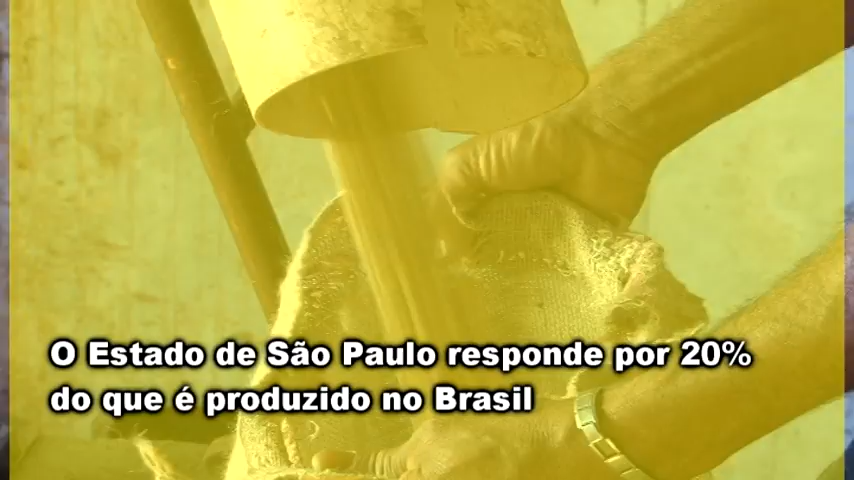 O Estado de São Paulo responde por 20%
do que é produzido no Brasil